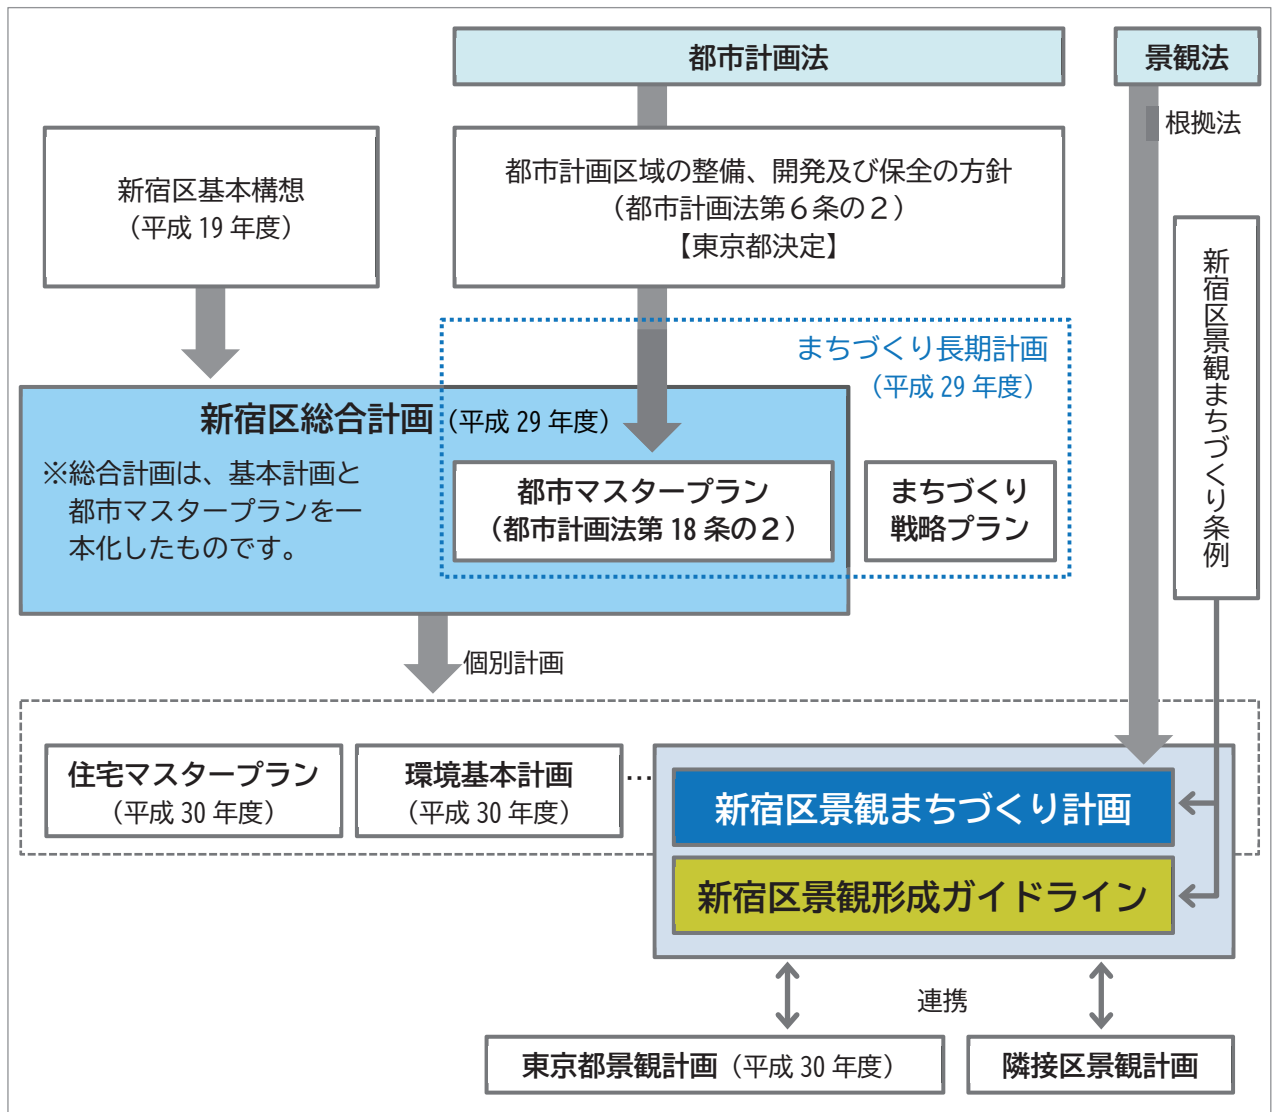 都市計画法
景観法
根拠法
新宿区基本構想
（平成 19 年度）
都市計画区域の整備、開発及び保全の方針
（都市計画法第６条の２）
【東京都決定】
新宿区景観まちづくり条例
まちづくり長期計画
（平成 29 年度）
新宿区総合計画（平成 29 年度）
※総合計画は、基本計画と
都市マスタープランを一
本化したものです。
都市マスタープラン
（都市計画法第 18 条の２）
まちづくり
戦略プラン
個別計画
住宅マスタープラン
（平成 30 年度）
環境基本計画
（平成 30 年度）
…
新宿区景観まちづくり計画
新宿区景観形成ガイドライン
連携
東京都景観計画（平成 30 年度）
隣接区景観計画